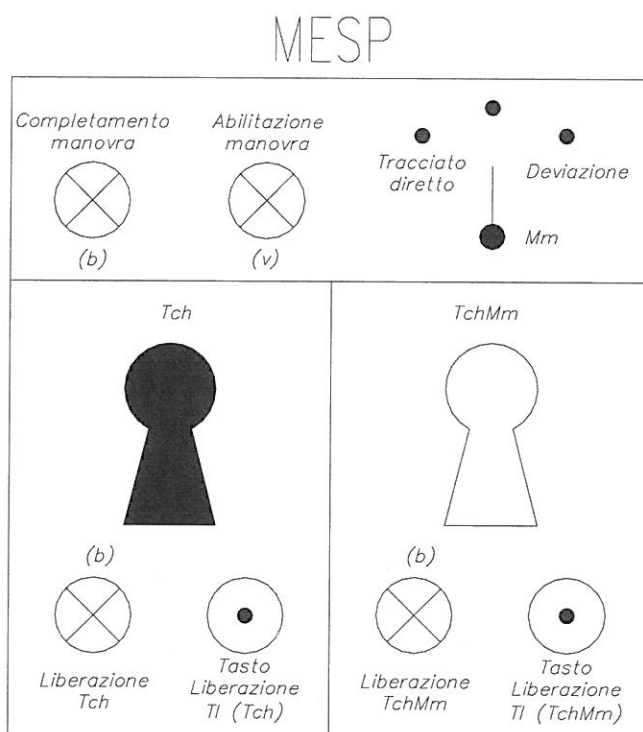 MESP
Completamento
manovra
(b)
Abilitazione
manovra
(v)
Tracciato
diretto
Deviazione
Mm
Tch
(b)
Liberazione
Tch
Tasto
Liberazione
Tl (Tch)
TchMm
(b)
Liberazione
TchMm
Tasto
Liberazione
Tl (TchMm)